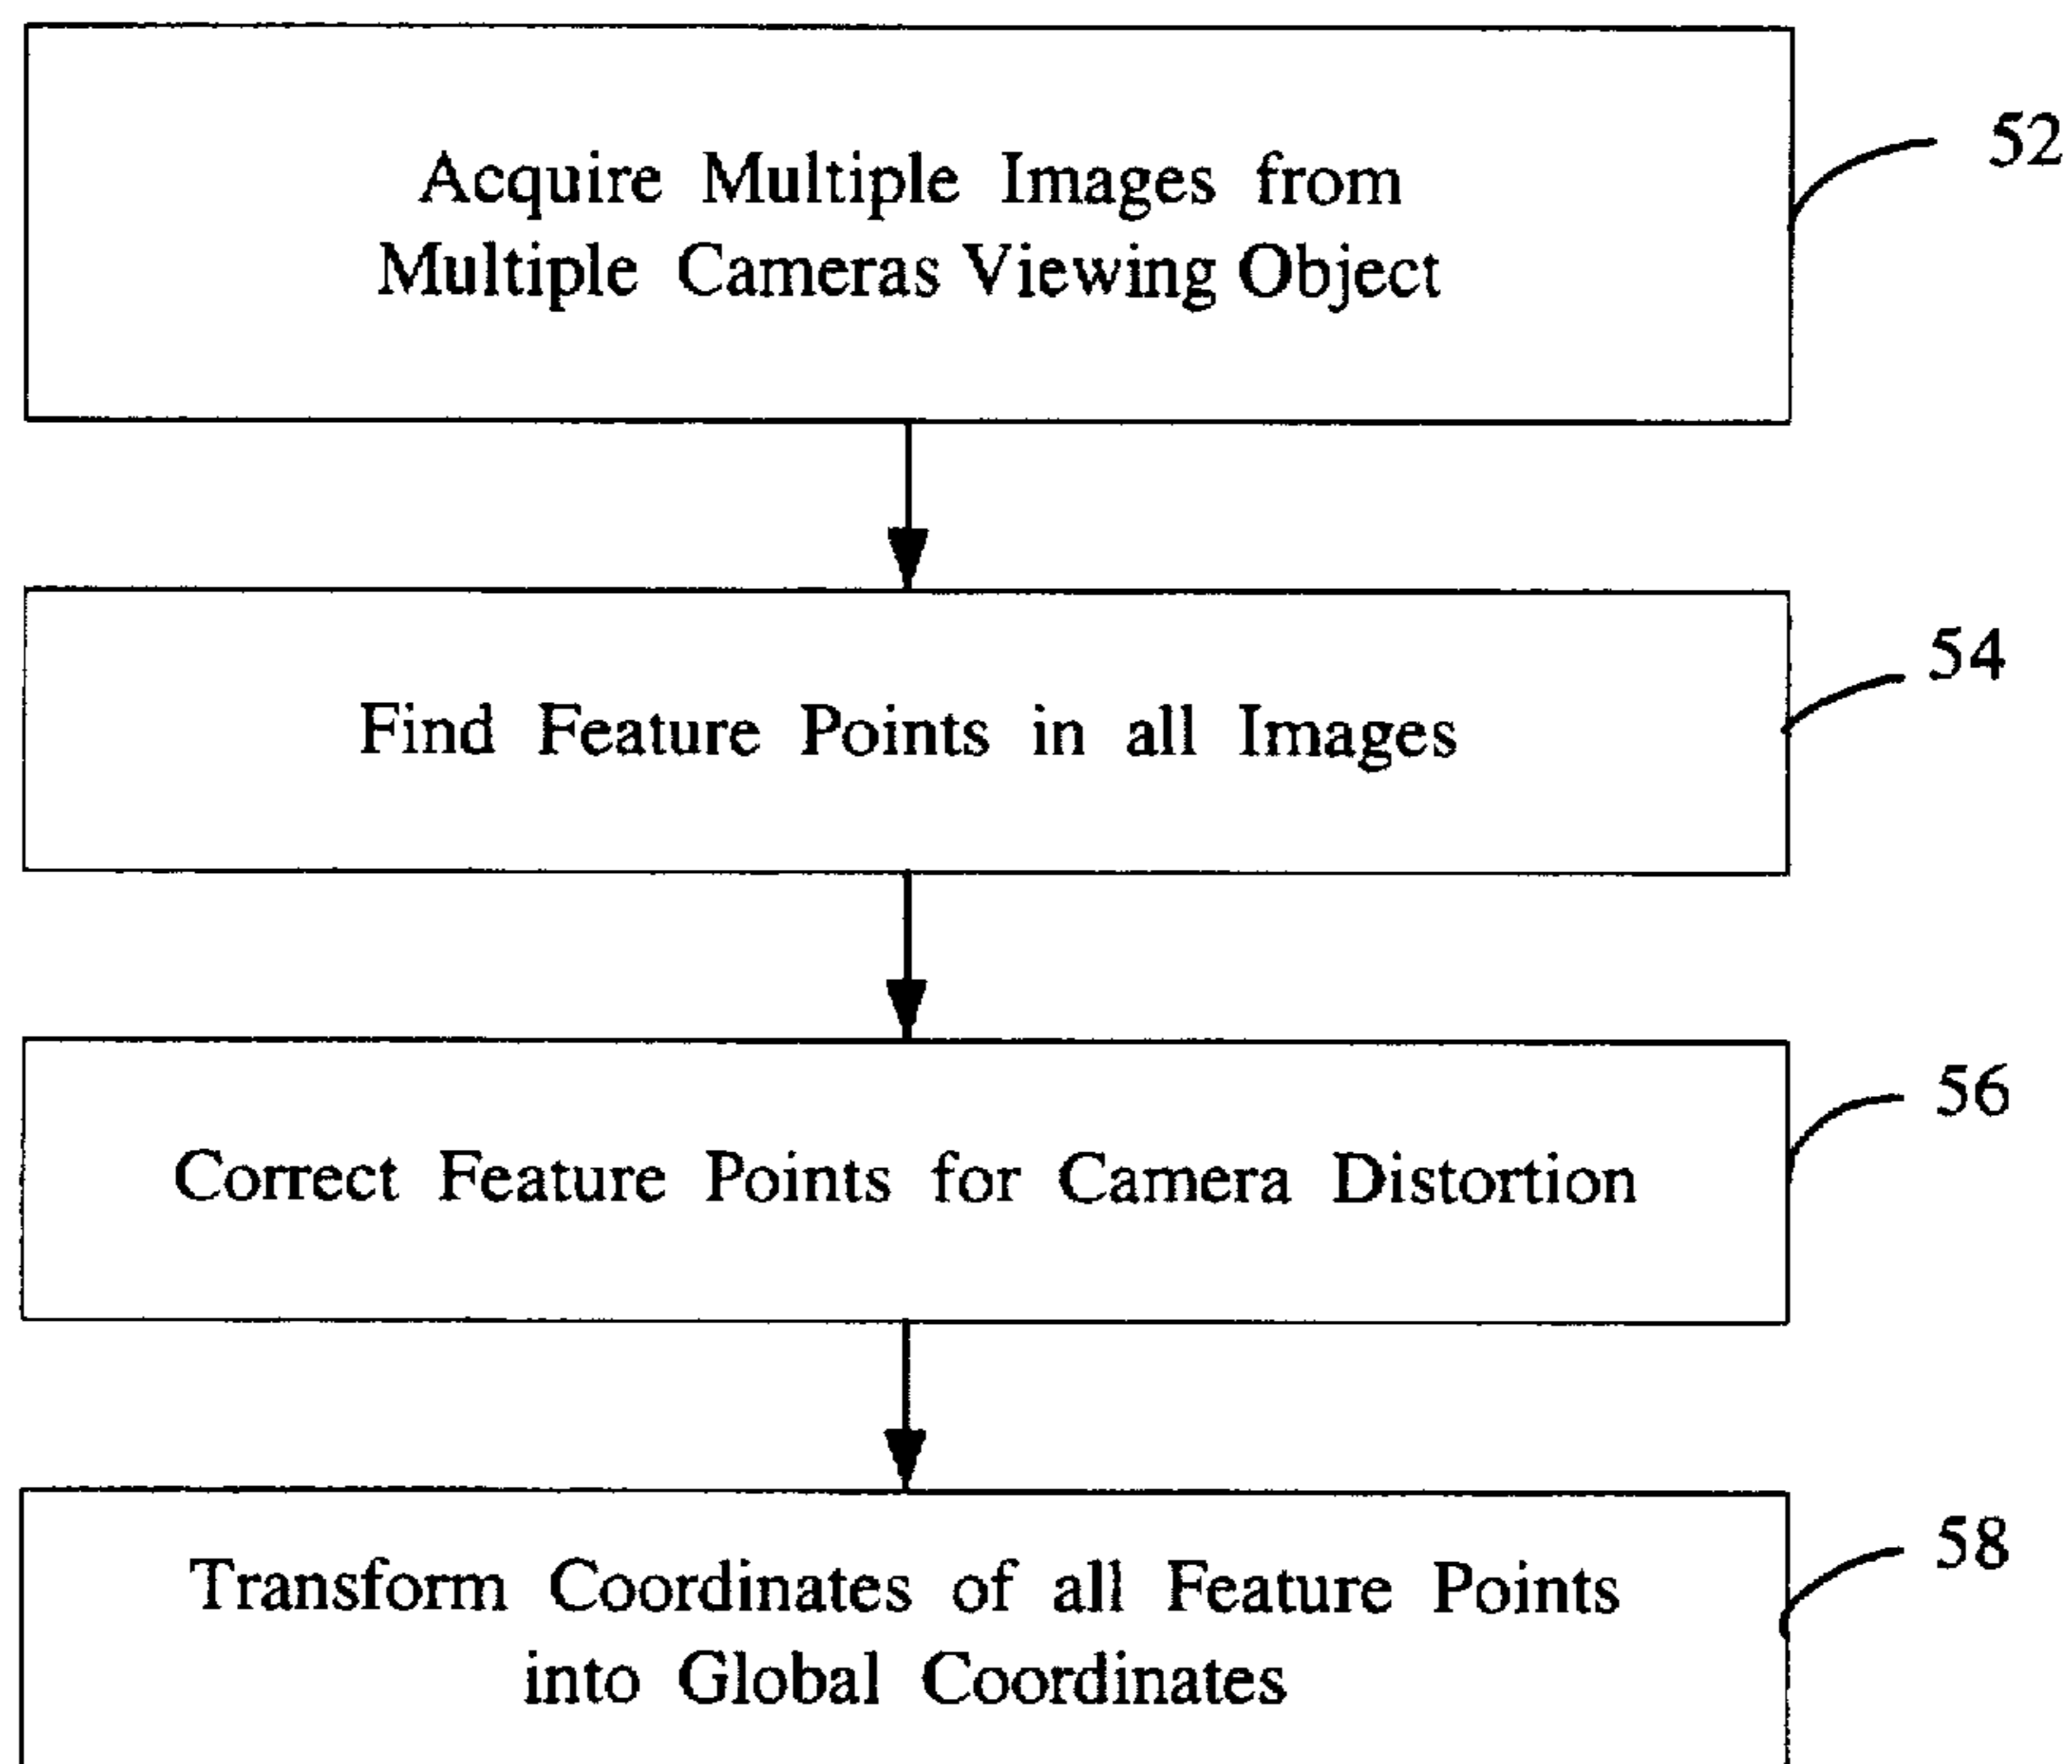 Acquire Multiple Images from
Multiple Cameras Viewing Object
52
Find Feature Points in all Images
54
Correct Feature Points for Camera Distortion
56
Transform Coordinates of all Feature Points
into Global Coordinates
58